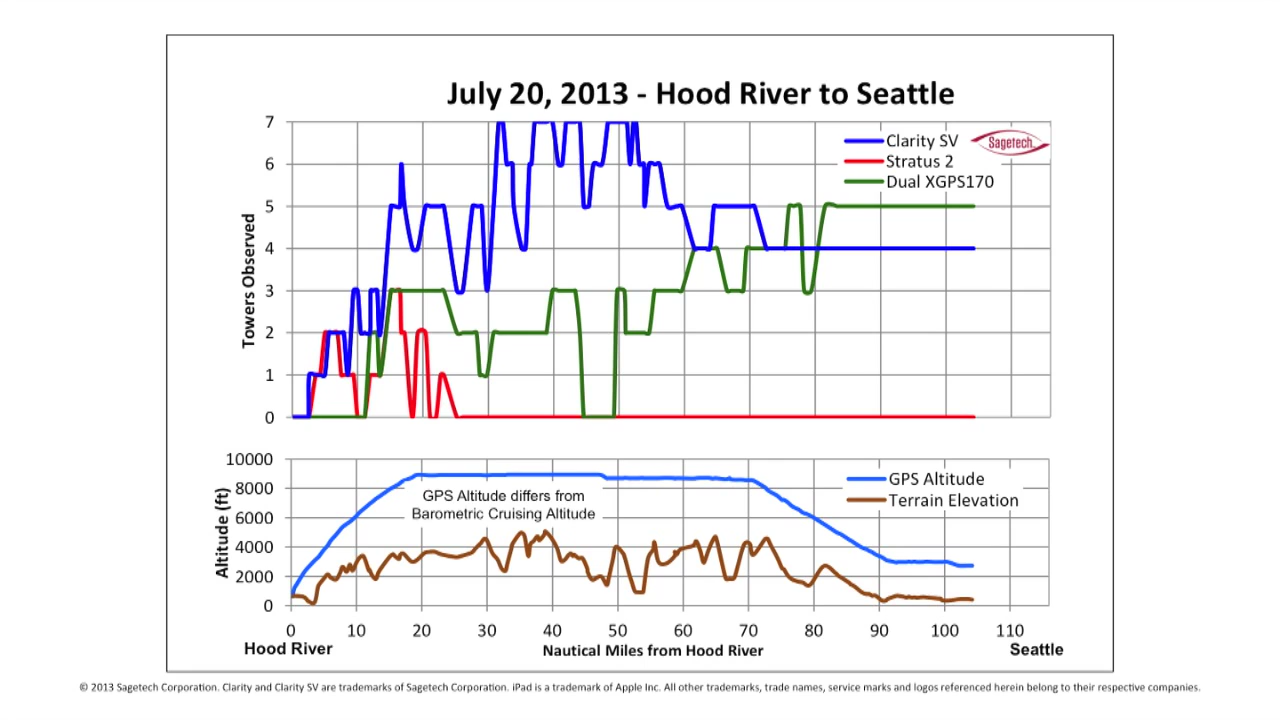 July 20, 2013 - Hood River to Seattle
7
6
5
4
3
2
1
0
Towers Observed
Clarity SV
Sagetech
Stratus 2
Dual XGPS170
10000
8000
6000
4000
2000
0
Altitude (ft)
GPS Altitude differs from
Barometric Cruising Altitude
GPS Altitude
Terrain Elevation
0 10 20 30 40 50 60 70 80 90 100 110
Hood River Nautical Miles from Hood River Seattle
© 2013 Sagetech Corporation. Clarity and Clarity SV are trademarks of Sagetech Corporation. iPad is a trademark of Apple Inc. All other trademarks, trade names, service marks and logos referenced herein belong to their respective companies.